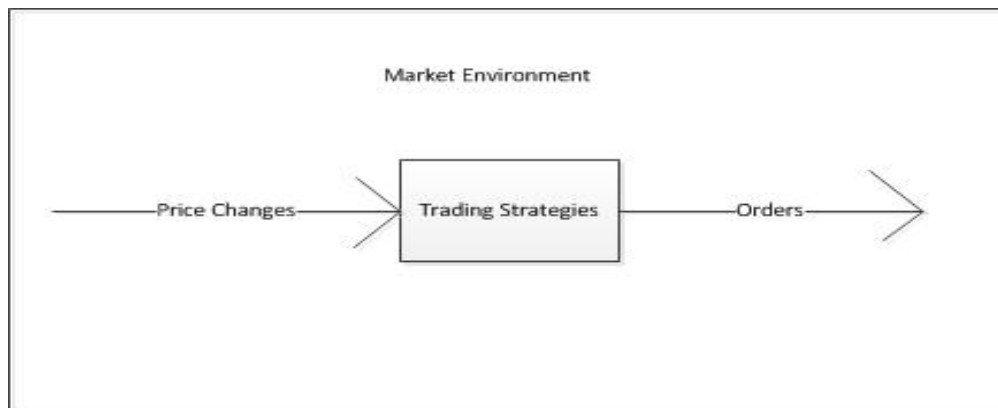 Market Environment
Price Changes
Trading Strategies
Orders